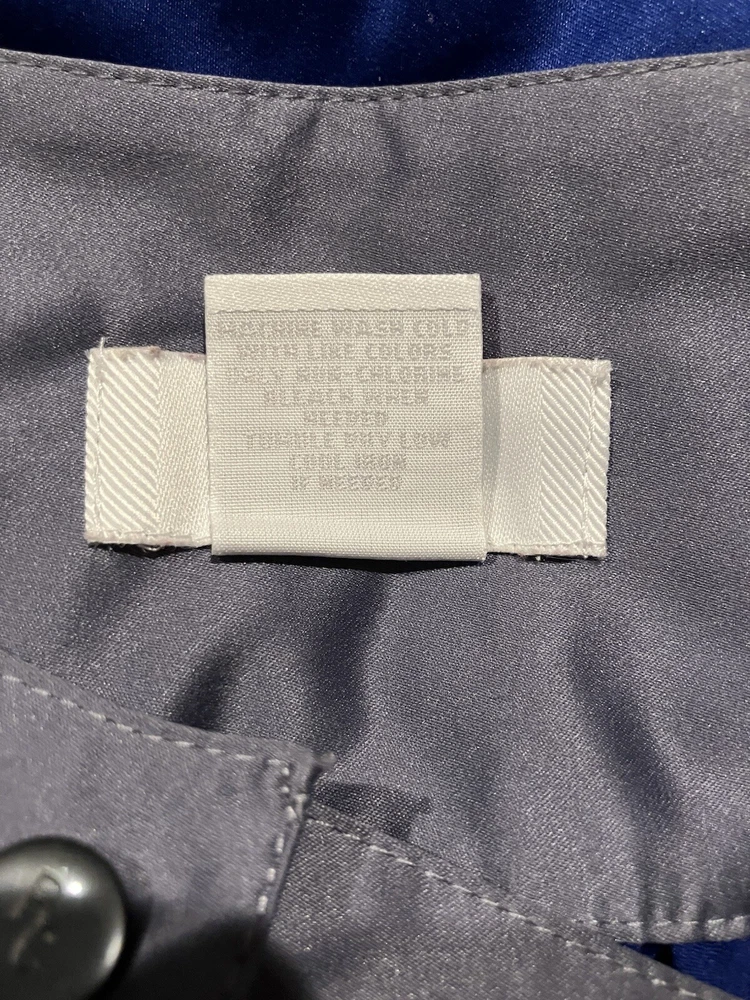 MACHINE WASH COLD
WITH LIKE COLORS
ONLY NON-CHLORINE
BLEACH WHEN
NEEDED
TUMBLE DRY LOW
COOL IRON
IF NEEDED